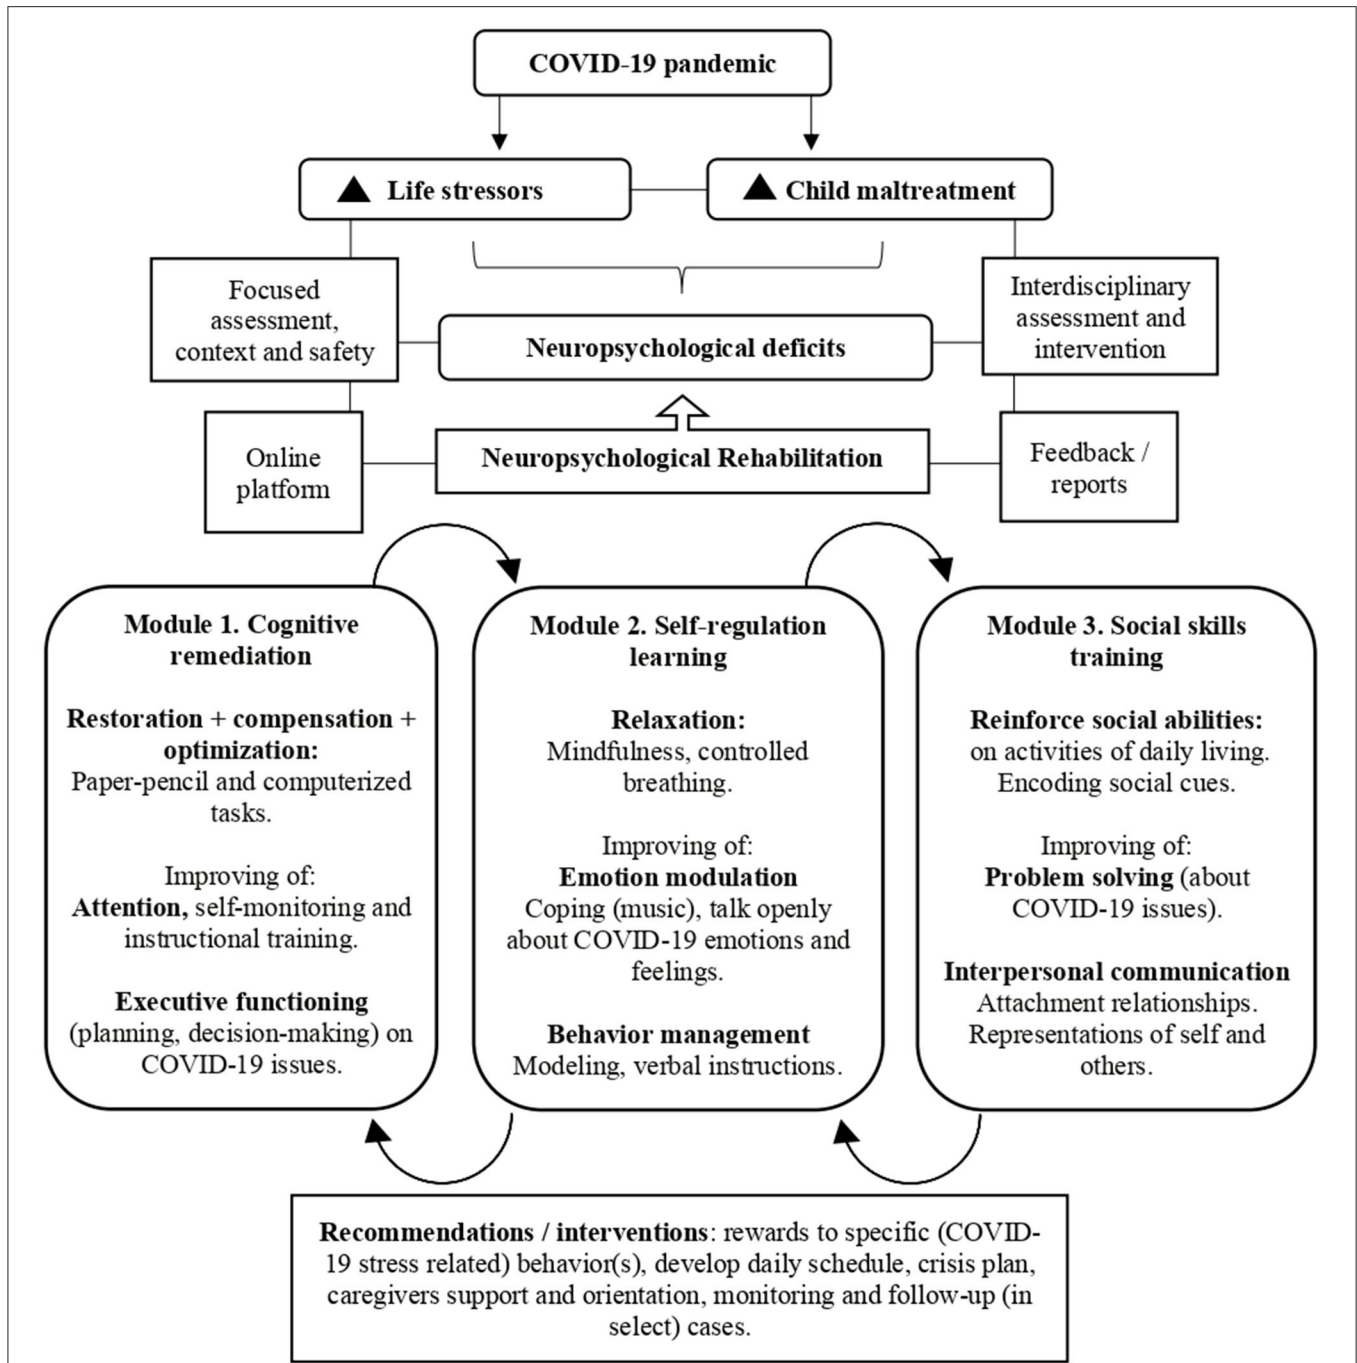 COVID-19 pandemic
▲ Life stressors
▲ Child maltreatment
Focused
assessment,
context and safety
Interdisciplinary
assessment and
intervention
Neuropsychological deficits
Online
platform
Neuropsychological Rehabilitation
Feedback /
reports
Module 1. Cognitive
remediation
Restoration + compensation +
optimization:
Paper-pencil and computerized
tasks.
Improving of:
Attention, self-monitoring and
instructional training.
Executive functioning
(planning, decision-making) on
COVID-19 issues.
Module 2. Self-regulation
learning
Relaxation:
Mindfulness, controlled
breathing.
Improving of:
Emotion modulation
Coping (music), talk openly
about COVID-19 emotions and
feelings.
Behavior management
Modeling, verbal instructions.
Module 3. Social skills
training
Reinforce social abilities:
on activities of daily living.
Encoding social cues.
Improving of:
Problem solving (about
COVID-19 issues).
Interpersonal communication
Attachment relationships.
Representations of self and
others.
Recommendations / interventions: rewards to specific (COVID-
19 stress related) behavior(s), develop daily schedule, crisis plan,
caregivers support and orientation, monitoring and follow-up (in
select) cases.